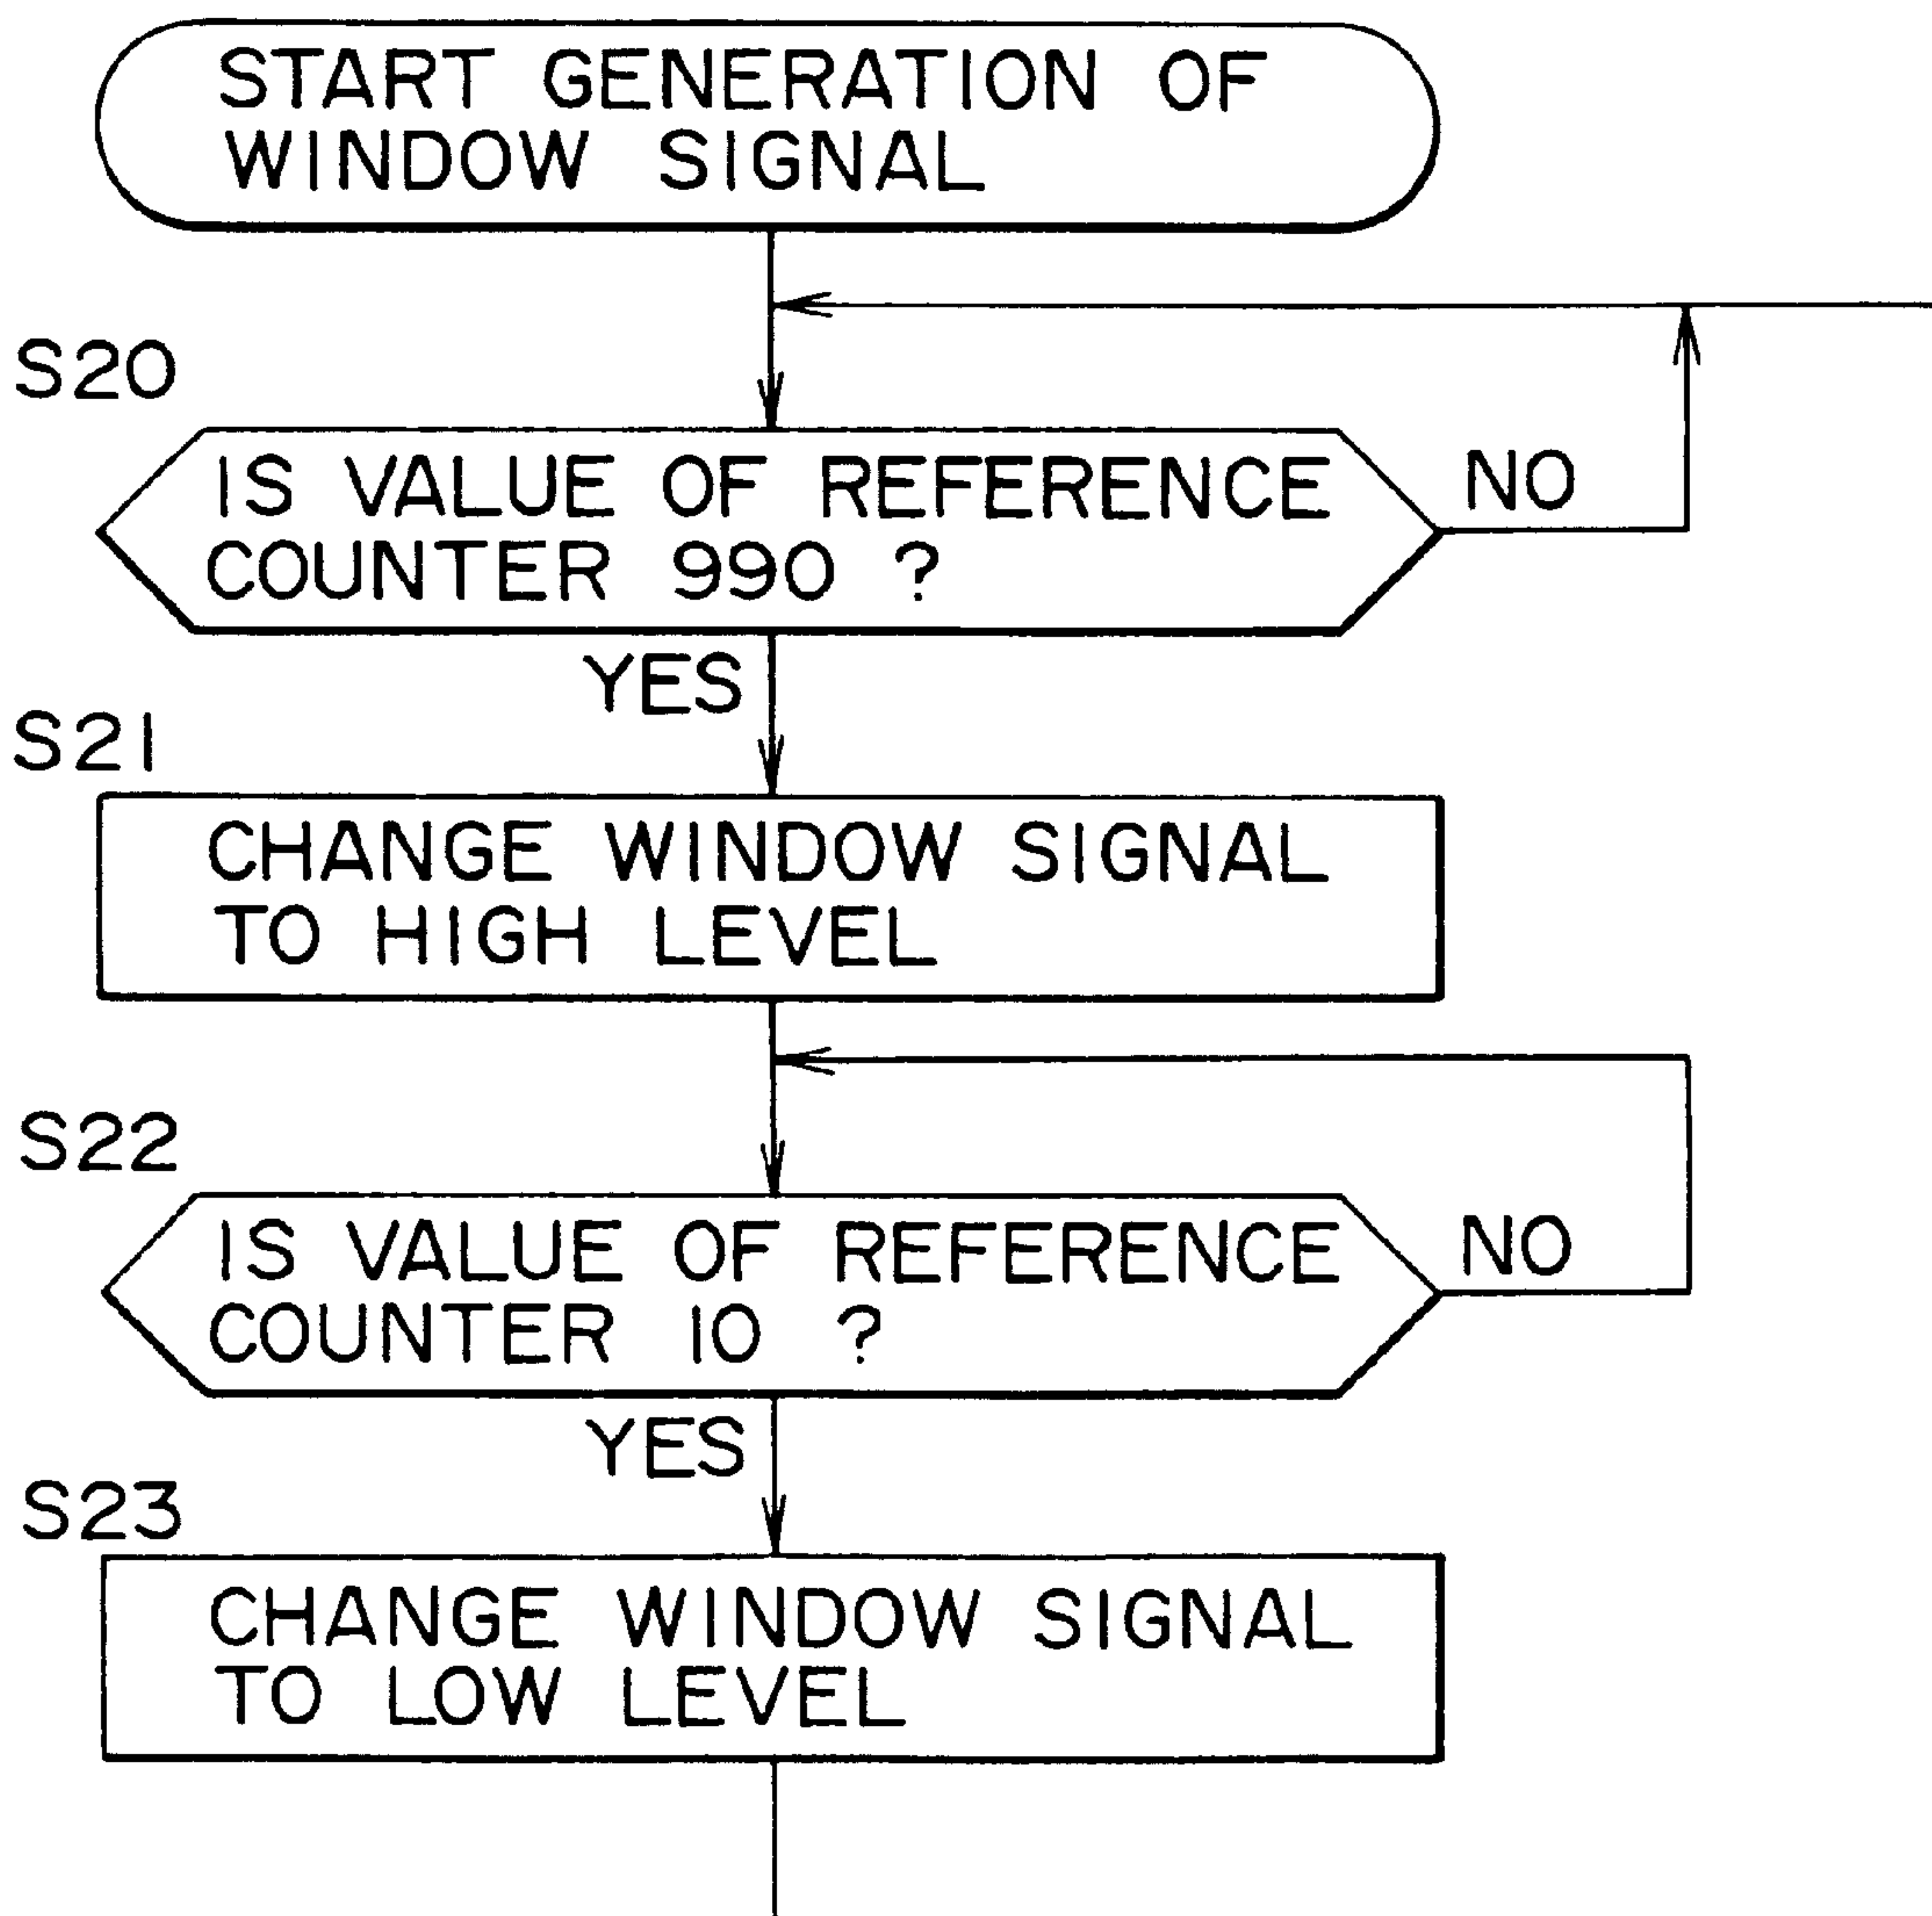 START GENERATION OF
WINDOW SIGNAL
S20
IS VALUE OF REFERENCE
COUNTER 990 ?
NO
YES
S21
CHANGE WINDOW SIGNAL
TO HIGH LEVEL
S22
IS VALUE OF REFERENCE
COUNTER 10 ?
NO
YES
S23
CHANGE WINDOW SIGNAL
TO LOW LEVEL